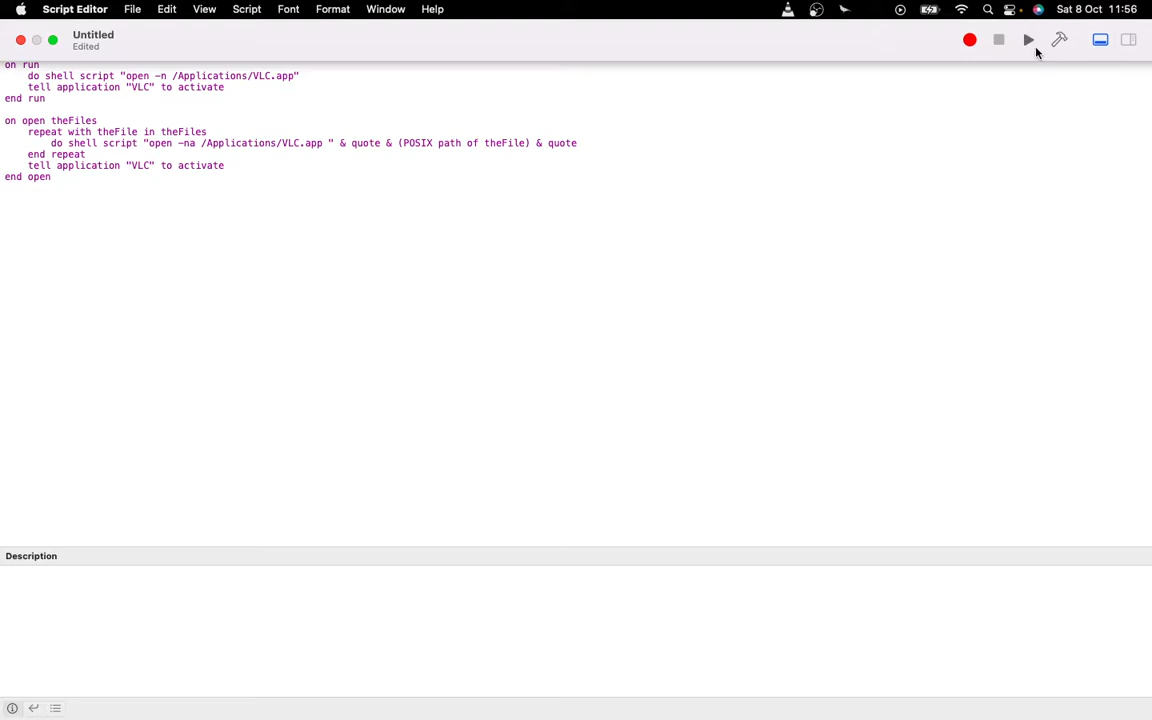 Script Editor File Edit View Script Font Format Window Help Sat 8 Oct 11:56
Untitled
Edited
on run
do shell script "open -n /Applications/VLC.app"
tell application "VLC" to activate
end run
on open theFiles
repeat with theFile in theFiles
do shell script "open -na /Applications/VLC.app " & quote & (POSIX path of theFile) & quote
end repeat
tell application "VLC" to activate
end open
Description